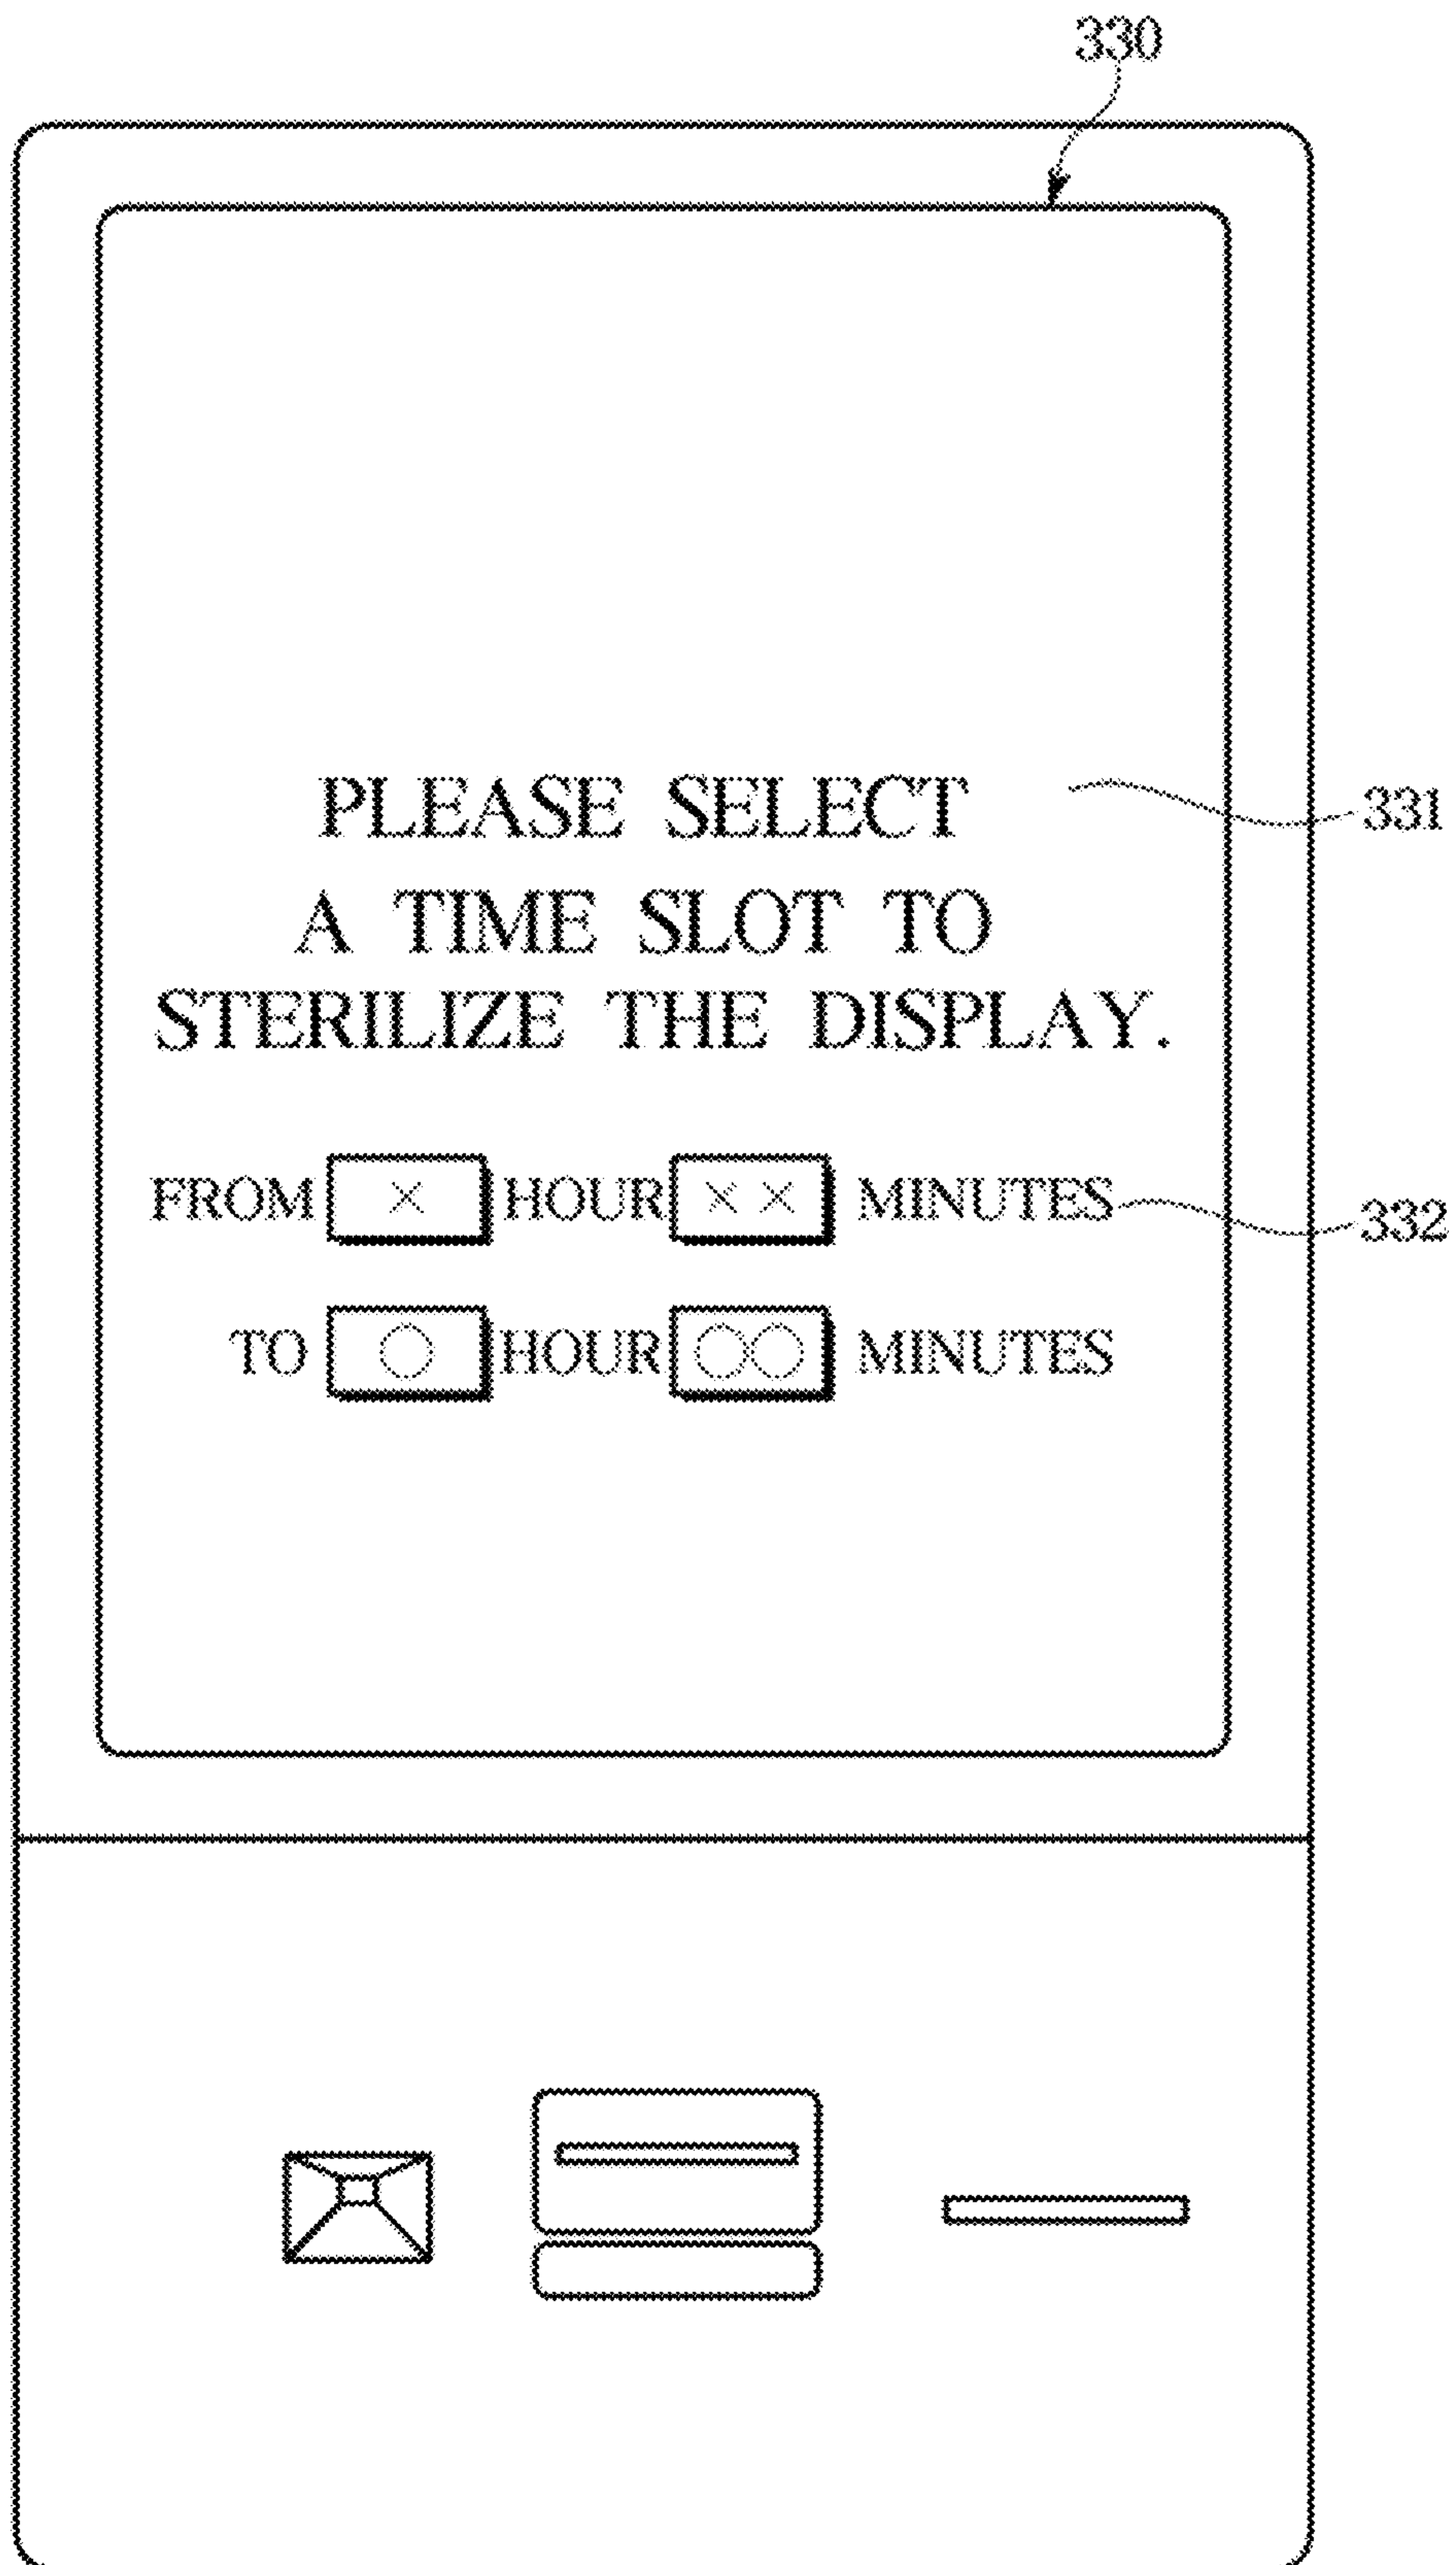 330
PLEASE SELECT
331
A TIME SLOT TO
STERILIZE THE DISPLAY.
FROM × HOUR ×× MINUTES
332
TO ○ HOUR ○○ MINUTES